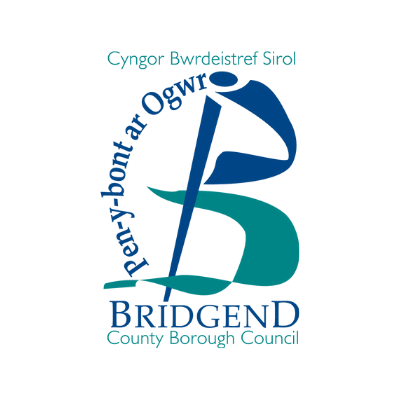 Cyngor Bwrdeistref Sirol
Pen-y-bont ar Ogwr
BRIDGEND
County Borough Council